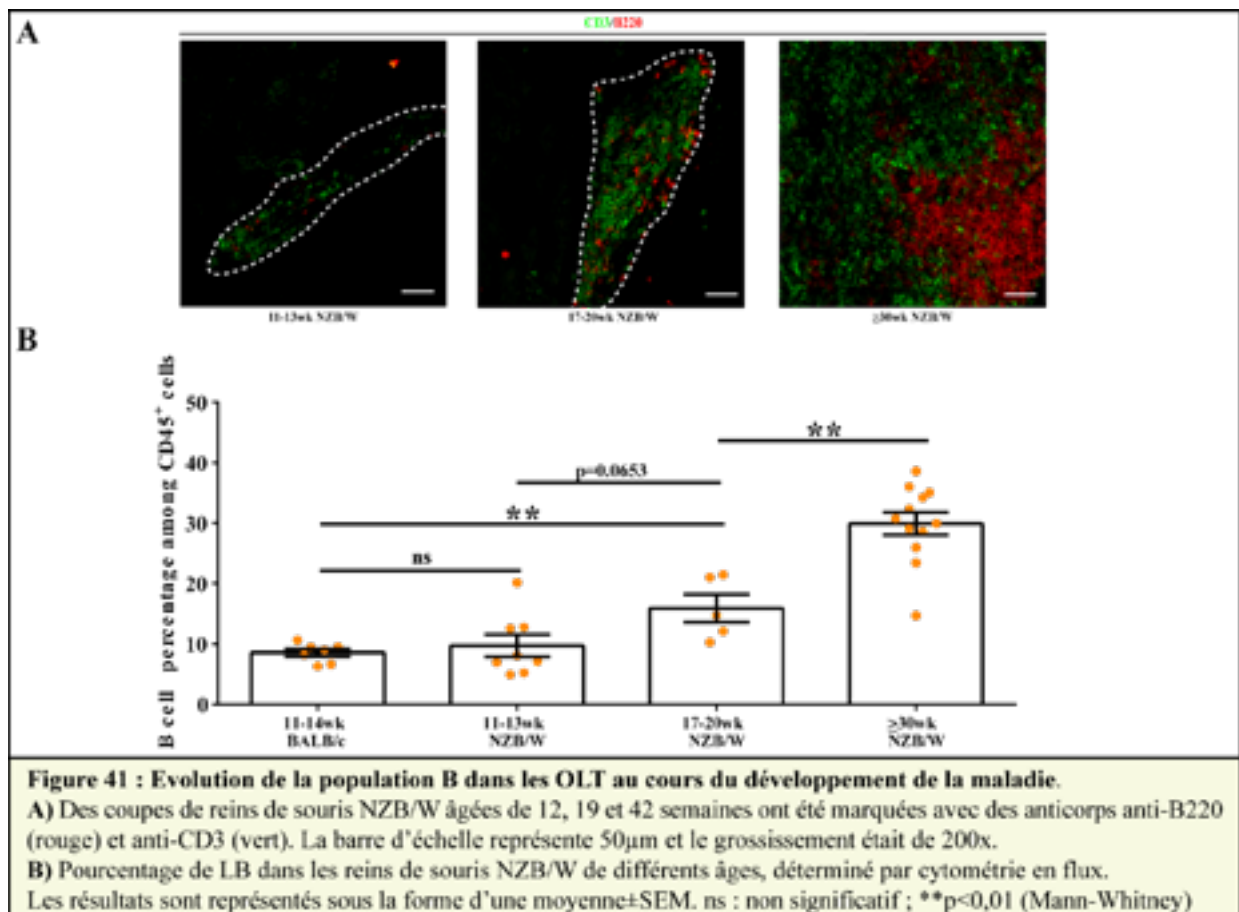 A
CD3/B220
11-13wk NZB/W
17-20wk NZB/W
≥30wk NZB/W
B
B cell percentage among CD45+ cells
50
40
30
20
10
0
**
p=0.0653
**
ns
11-14wk BALB/c
11-13wk NZB/W
17-20wk NZB/W
≥30wk NZB/W
Figure 41 : Evolution de la population B dans les OLT au cours du développement de la maladie.
A) Des coupes de reins de souris NZB/W âgées de 12, 19 et 42 semaines ont été marquées avec des anticorps anti-B220
(rouge) et anti-CD3 (vert). La barre d'échelle représente 50µm et le grossissement était de 200x.
B) Pourcentage de LB dans les reins de souris NZB/W de différents âges, déterminé par cytométrie en flux.
Les résultats sont représentés sous la forme d'une moyenne±SEM. ns : non significatif ; **p<0,01 (Mann-Whitney)